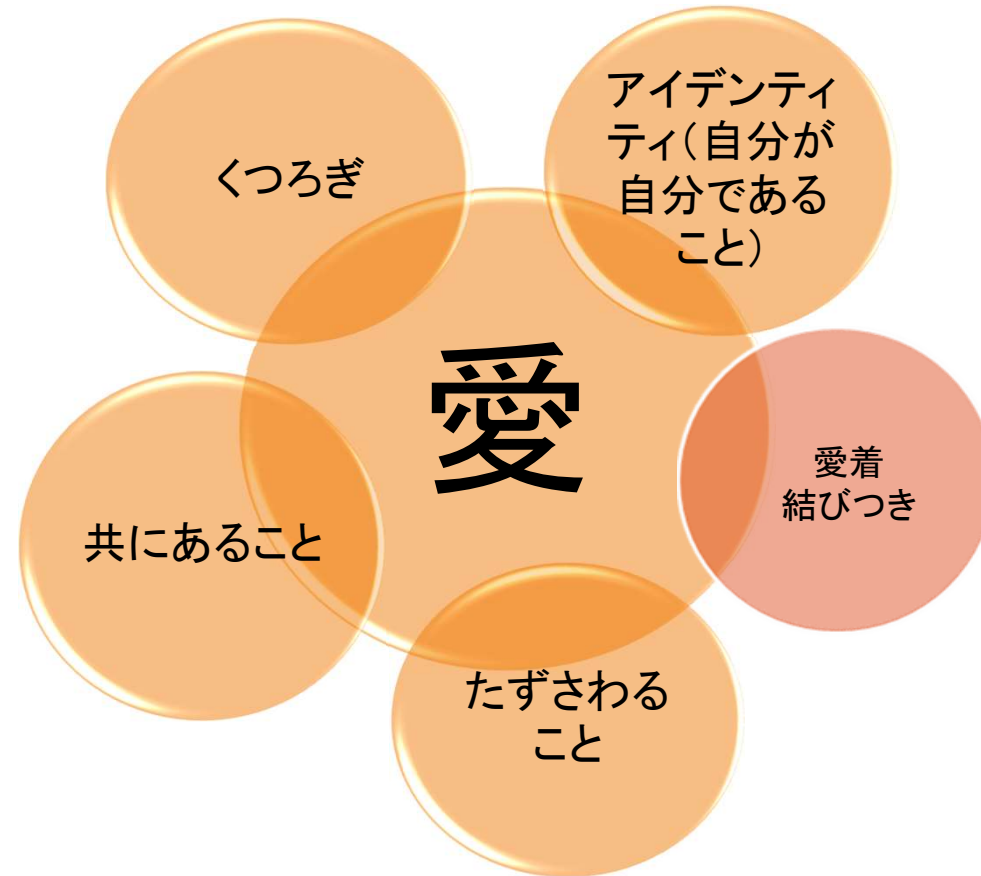 くつろぎ
アイデンティ
ティ（自分が
自分である
こと）
愛
愛着
結びつき
共にあること
たずさわる
こと